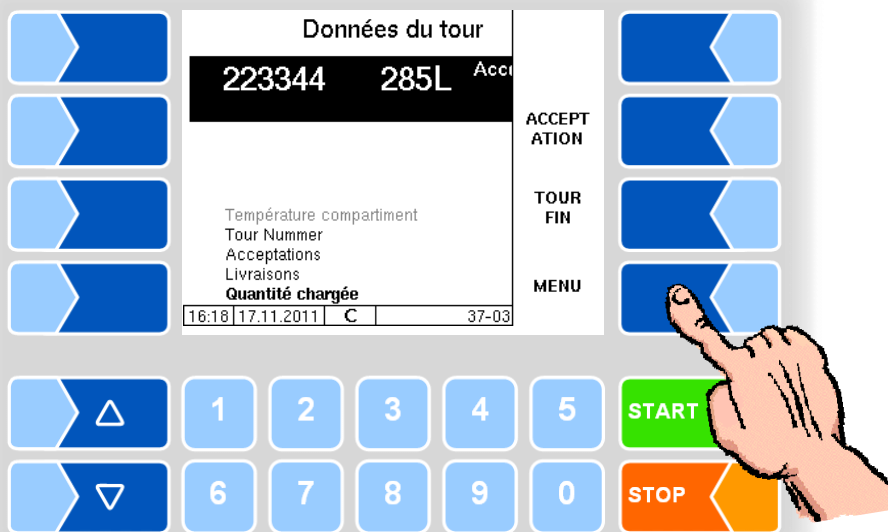 Données du tour
223344 285L
ACCEPT
ATION
TOUR
FIN
Température compartiment
Tour Nummer
Acceptations
Livraisons
Quantité chargée
MENU
16:18 17.11.2011 C 37-03
1 2 3 4 5 START
6 7 8 9 0 STOP